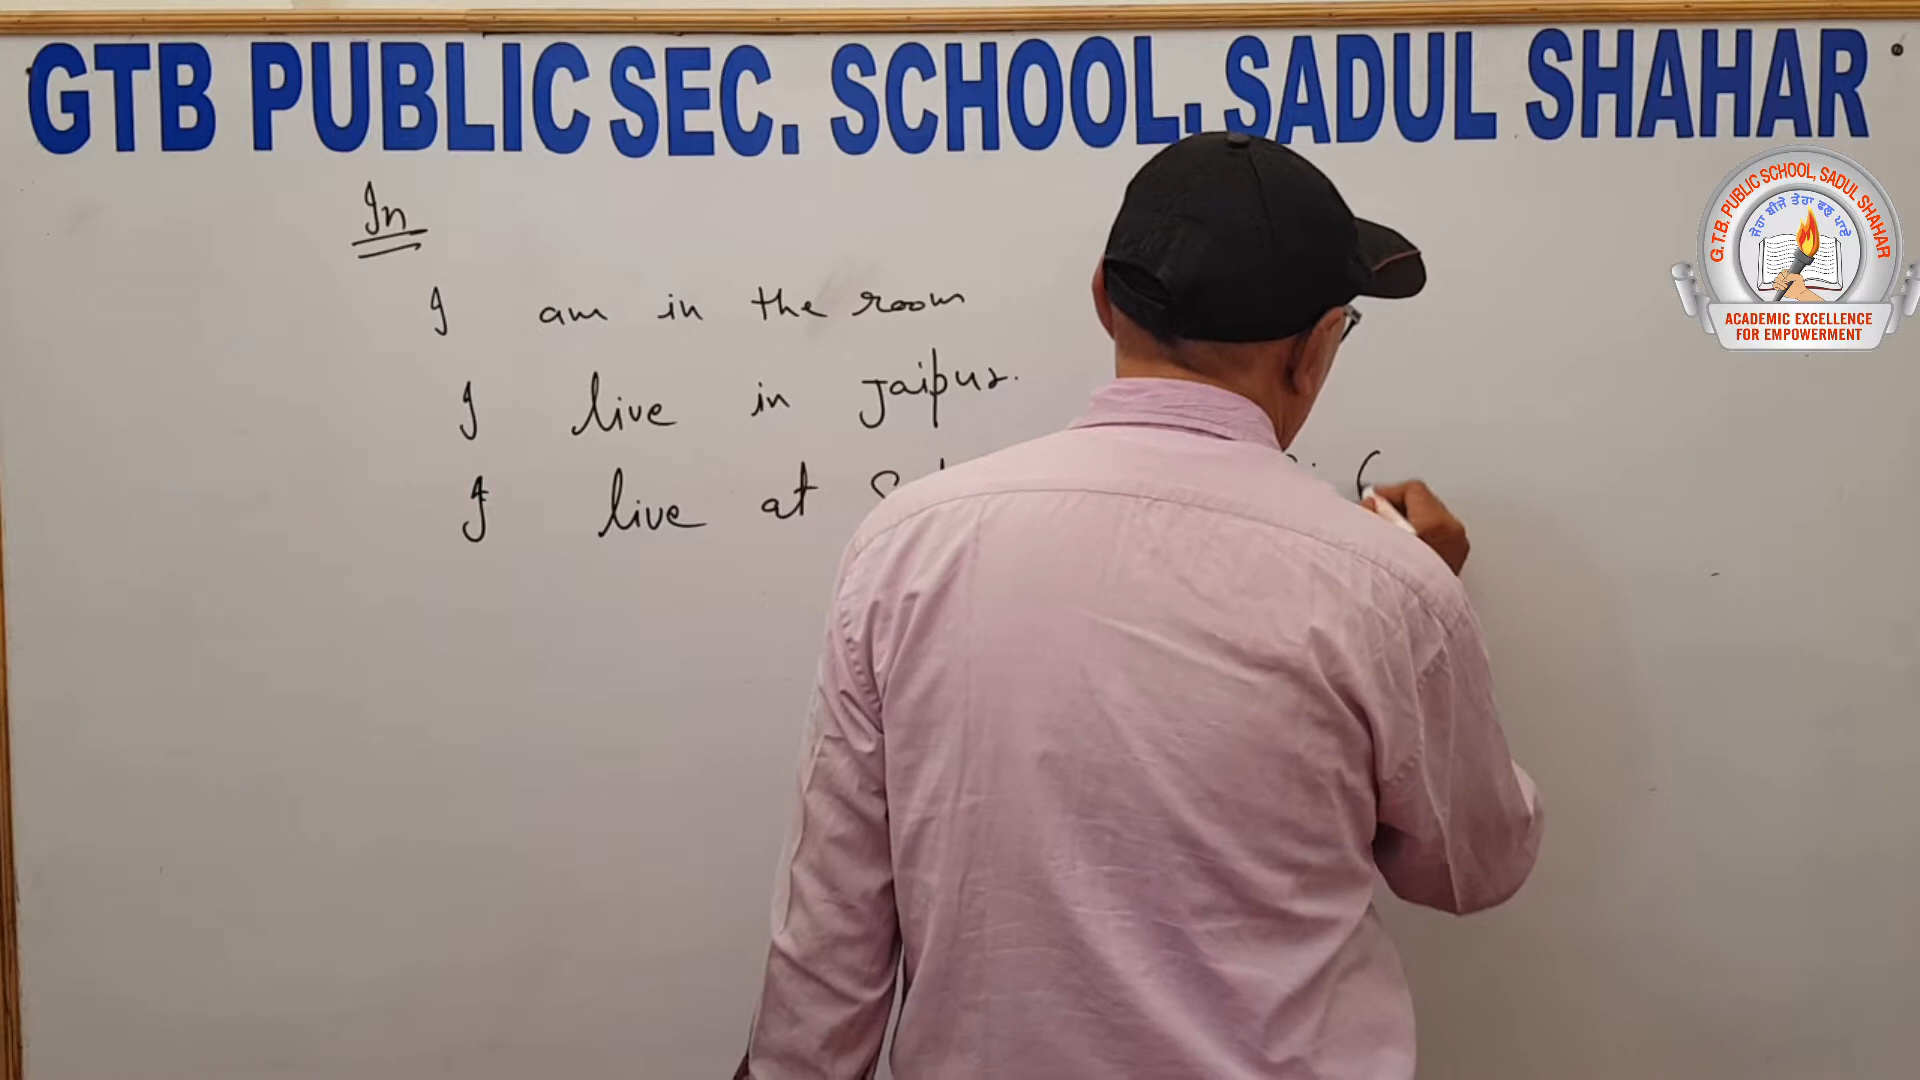 GTB PUBLIC SEC. SCHOOL, SADUL SHAHAR
In
I am in the room
I live in Jaipur.
I live at
G.T.B. PUBLIC SCHOOL, SADUL SHAHAR
ਜੇਹਾ ਬੀਜੇ ਤੇਹਾ ਫਲੁ ਪਾਏ
ACADEMIC EXCELLENCE
FOR EMPOWERMENT